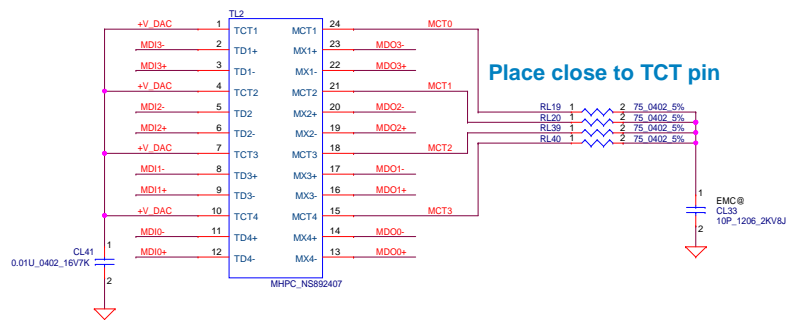 TL2
+V_DAC 1 TCT1 MCT1 24 MCT0
MDI3- 2 TD1+ MX1+ 23 MDO3-
MDI3+ 3 TD1- MX1- 22 MDO3+
Place close to TCT pin
+V_DAC 4 TCT2 MCT2 21 MCT1
MDI2- 5 TD2 MX2+ 20 MDO2-
MDI2+ 6 TD2- MX2- 19 MDO2+
RL19 1 2 75_0402_5%
RL20 1 2 75_0402_5%
RL39 1 2 75_0402_5%
RL40 1 2 75_0402_5%
+V_DAC 7 TCT3 MCT3 18 MCT2
MDI1- 8 TD3+ MX3+ 17 MDO1-
MDI1+ 9 TD3- MX3- 16 MDO1+
+V_DAC 10 TCT4 MCT4 15 MCT3
MDI0- 11 TD4+ MX4+ 14 MDO0-
MDI0+ 12 TD4- MX4- 13 MDO0+
1
EMC@
CL33
10P_1206_2KV8J
2
CL41 1
0.01U_0402_16V7K
2
MHPC_NS892407